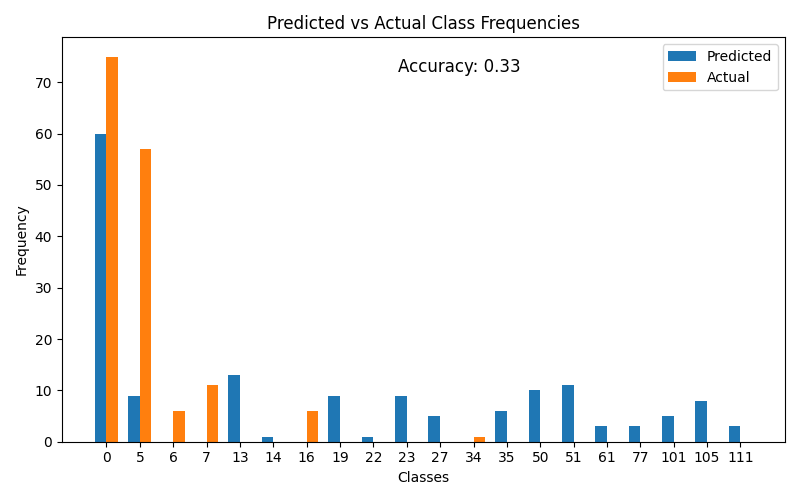 Predicted vs Actual Class Frequencies
Accuracy: 0.33
Predicted
Actual
Frequency
70
60
50
40
30
20
10
0
0 5 6 7 13 14 16 19 22 23 27 34 35 50 51 61 77 101 105 111
Classes